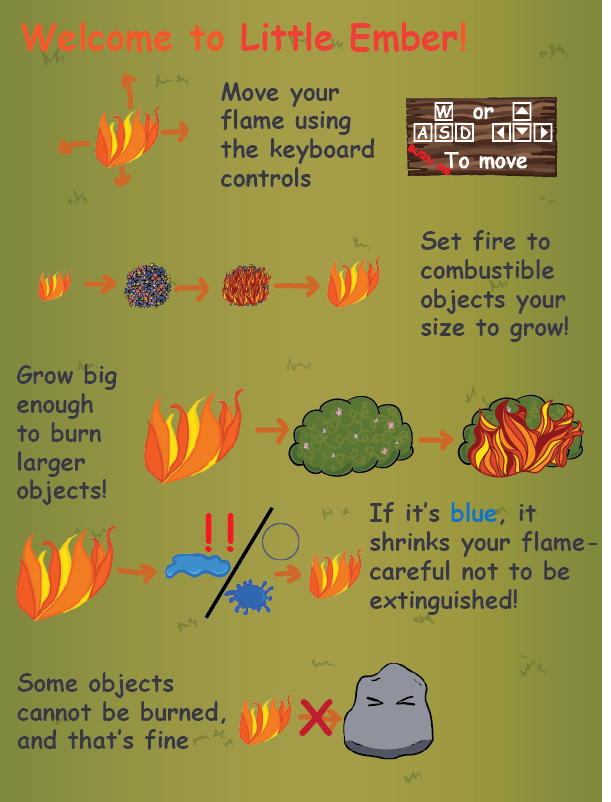 Welcome to Little Ember!
Move your
flame using
the keyboard
controls
W or
A S D
BURN ME
To move
Set fire to
combustible
objects your
size to grow!
Grow big
enough
to burn
larger
objects!
!!
If it's blue, it
shrinks your flame-
careful not to be
extinguished!
Some objects
cannot be burned,
and that's fine